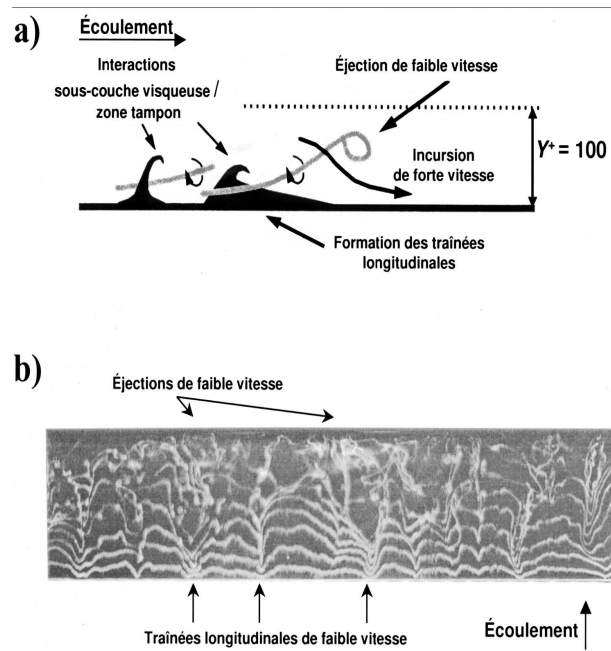 a)
Écoulement
Interactions
sous-couche visqueuse /
zone tampon
Éjection de faible vitesse
Incursion
de forte vitesse
Y+ = 100
Formation des traînées
longitudinales
b)
Éjections de faible vitesse
Traînées longitudinales de faible vitesse
Écoulement